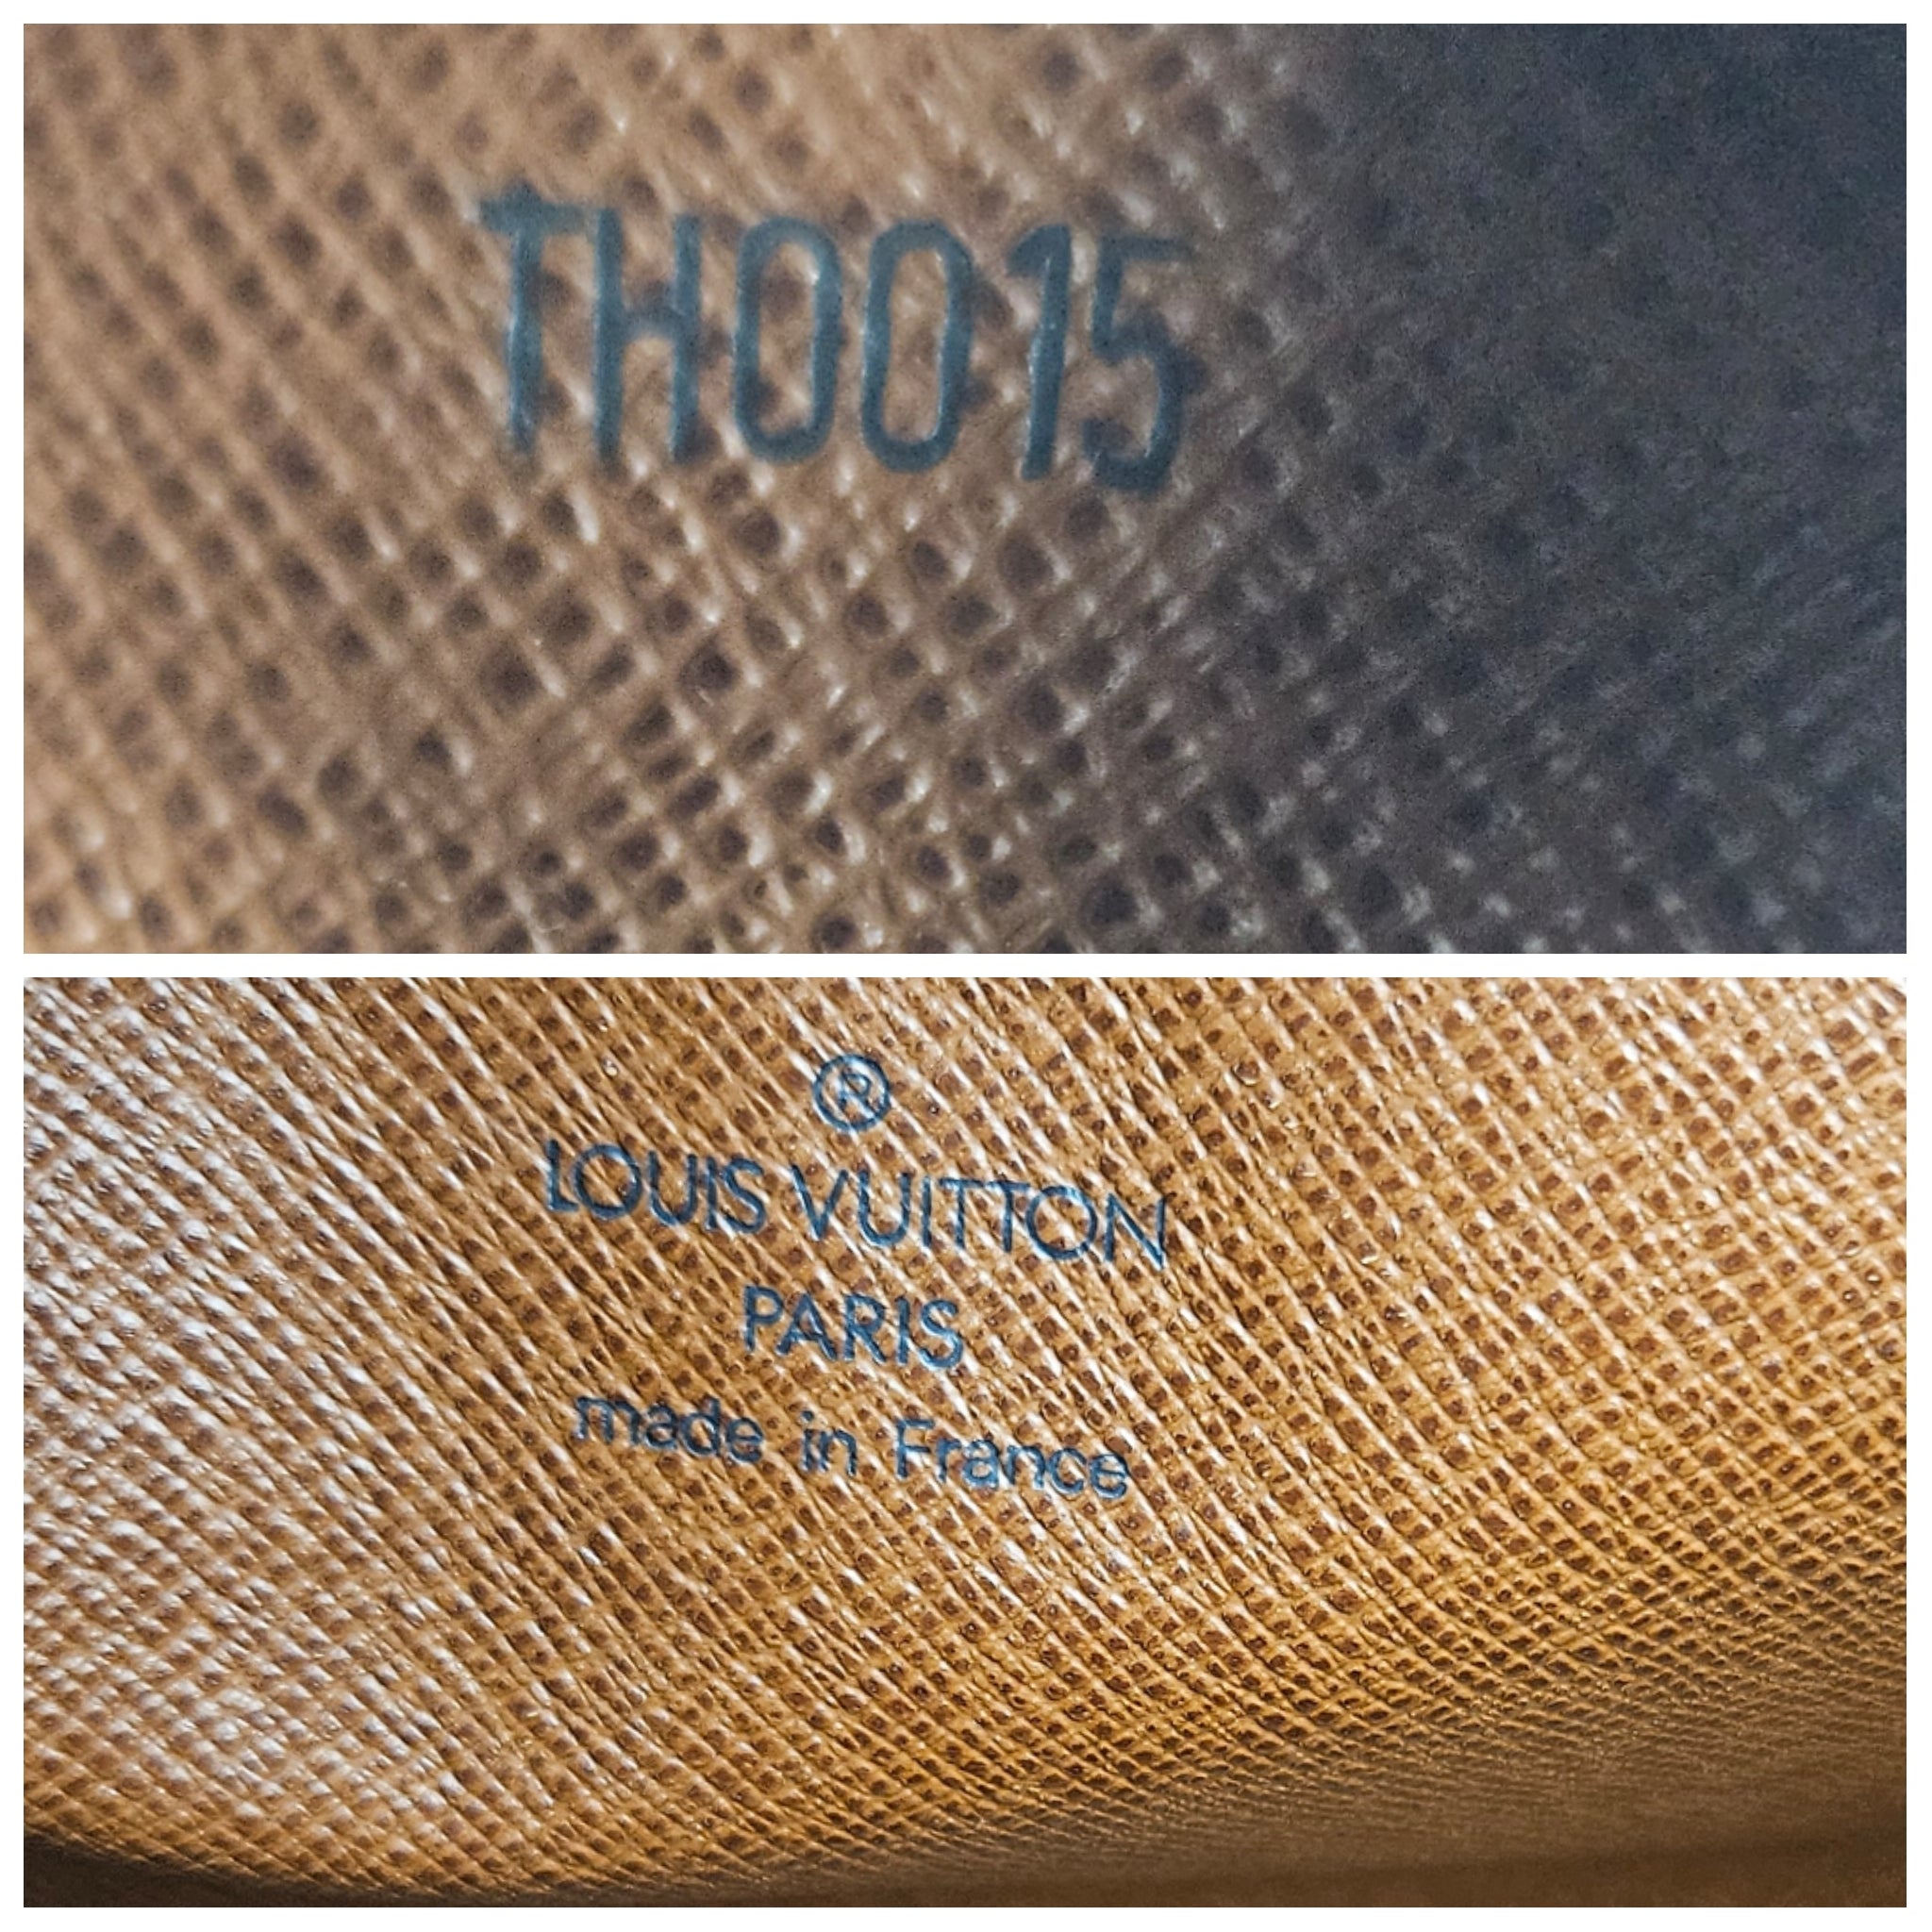 TH0015
®
LOUIS VUITTON
PARIS
made in France